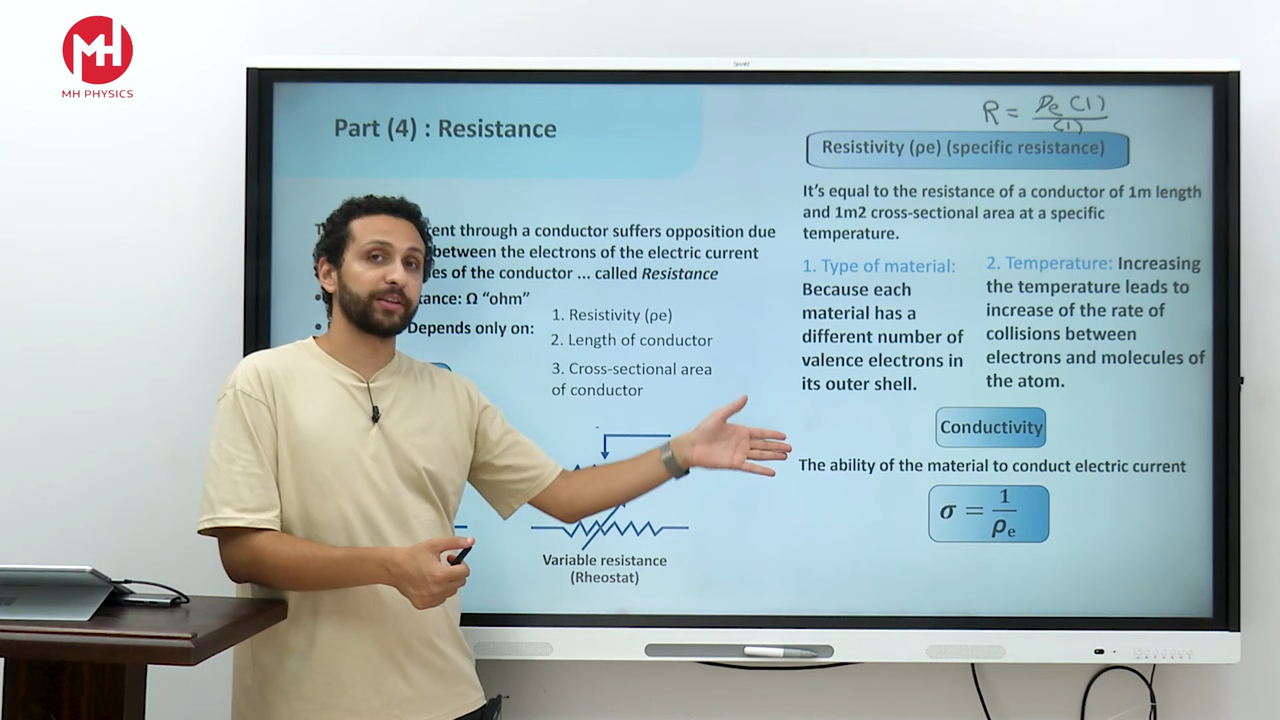 MH
MH PHYSICS
SMART
Part (4) : Resistance
ent through a conductor suffers opposition due
between the electrons of the electric current
es of the conductor ... called Resistance
tance: Ω “ohm”
Depends only on:
1. Resistivity (ρe)
2. Length of conductor
3. Cross-sectional area
of conductor
Variable resistance
(Rheostat)
R = ρe (1)
(1)
Resistivity (ρe) (specific resistance)
It’s equal to the resistance of a conductor of 1m length
and 1m2 cross-sectional area at a specific
temperature.
1. Type of material:
Because each
material has a
different number of
valence electrons in
its outer shell.
2. Temperature: Increasing
the temperature leads to
increase of the rate of
collisions between
electrons and molecules of
the atom.
Conductivity
The ability of the material to conduct electric current
σ = 1
ρe